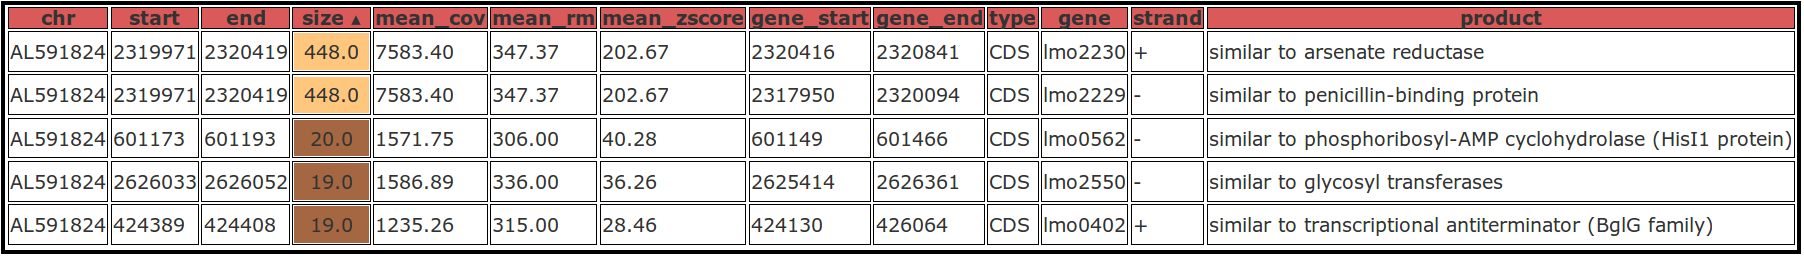 chr start end size ▲ mean_cov mean_rm mean_zscore gene_start gene_end type gene strand product
AL591824 2319971 2320419 448.0 7583.40 347.37 202.67 2320416 2320841 CDS lmo2230 + similar to arsenate reductase
AL591824 2319971 2320419 448.0 7583.40 347.37 202.67 2317950 2320094 CDS lmo2229 - similar to penicillin-binding protein
AL591824 601173 601193 20.0 1571.75 306.00 40.28 601149 601466 CDS lmo0562 - similar to phosphoribosyl-AMP cyclohydrolase (HisI1 protein)
AL591824 2626033 2626052 19.0 1586.89 336.00 36.26 2625414 2626361 CDS lmo2550 - similar to glycosyl transferases
AL591824 424389 424408 19.0 1235.26 315.00 28.46 424130 426064 CDS lmo0402 + similar to transcriptional antiterminator (BglG family)